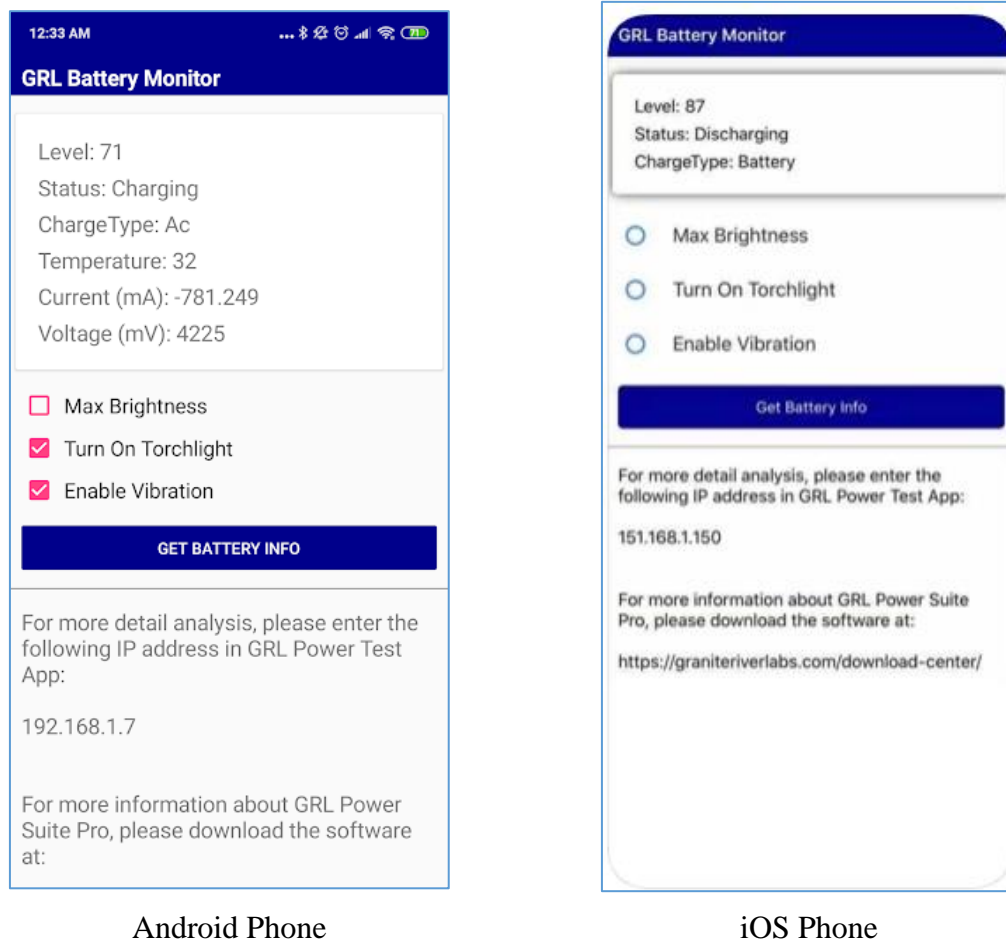 12:33 AM
71
GRL Battery Monitor
Level: 71
Status: Charging
ChargeType: Ac
Temperature: 32
Current (mA): -781.249
Voltage (mV): 4225
Max Brightness
Turn On Torchlight
Enable Vibration
GET BATTERY INFO
For more detail analysis, please enter the
following IP address in GRL Power Test
App:
192.168.1.7
For more information about GRL Power
Suite Pro, please download the software
at:
Android Phone
GRL Battery Monitor
Level: 87
Status: Discharging
ChargeType: Battery
Max Brightness
Turn On Torchlight
Enable Vibration
Get Battery Info
For more detail analysis, please enter the
following IP address in GRL Power Test App:
151.168.1.150
For more information about GRL Power Suite
Pro, please download the software at:
https://graniteriverlabs.com/download-center/
iOS Phone